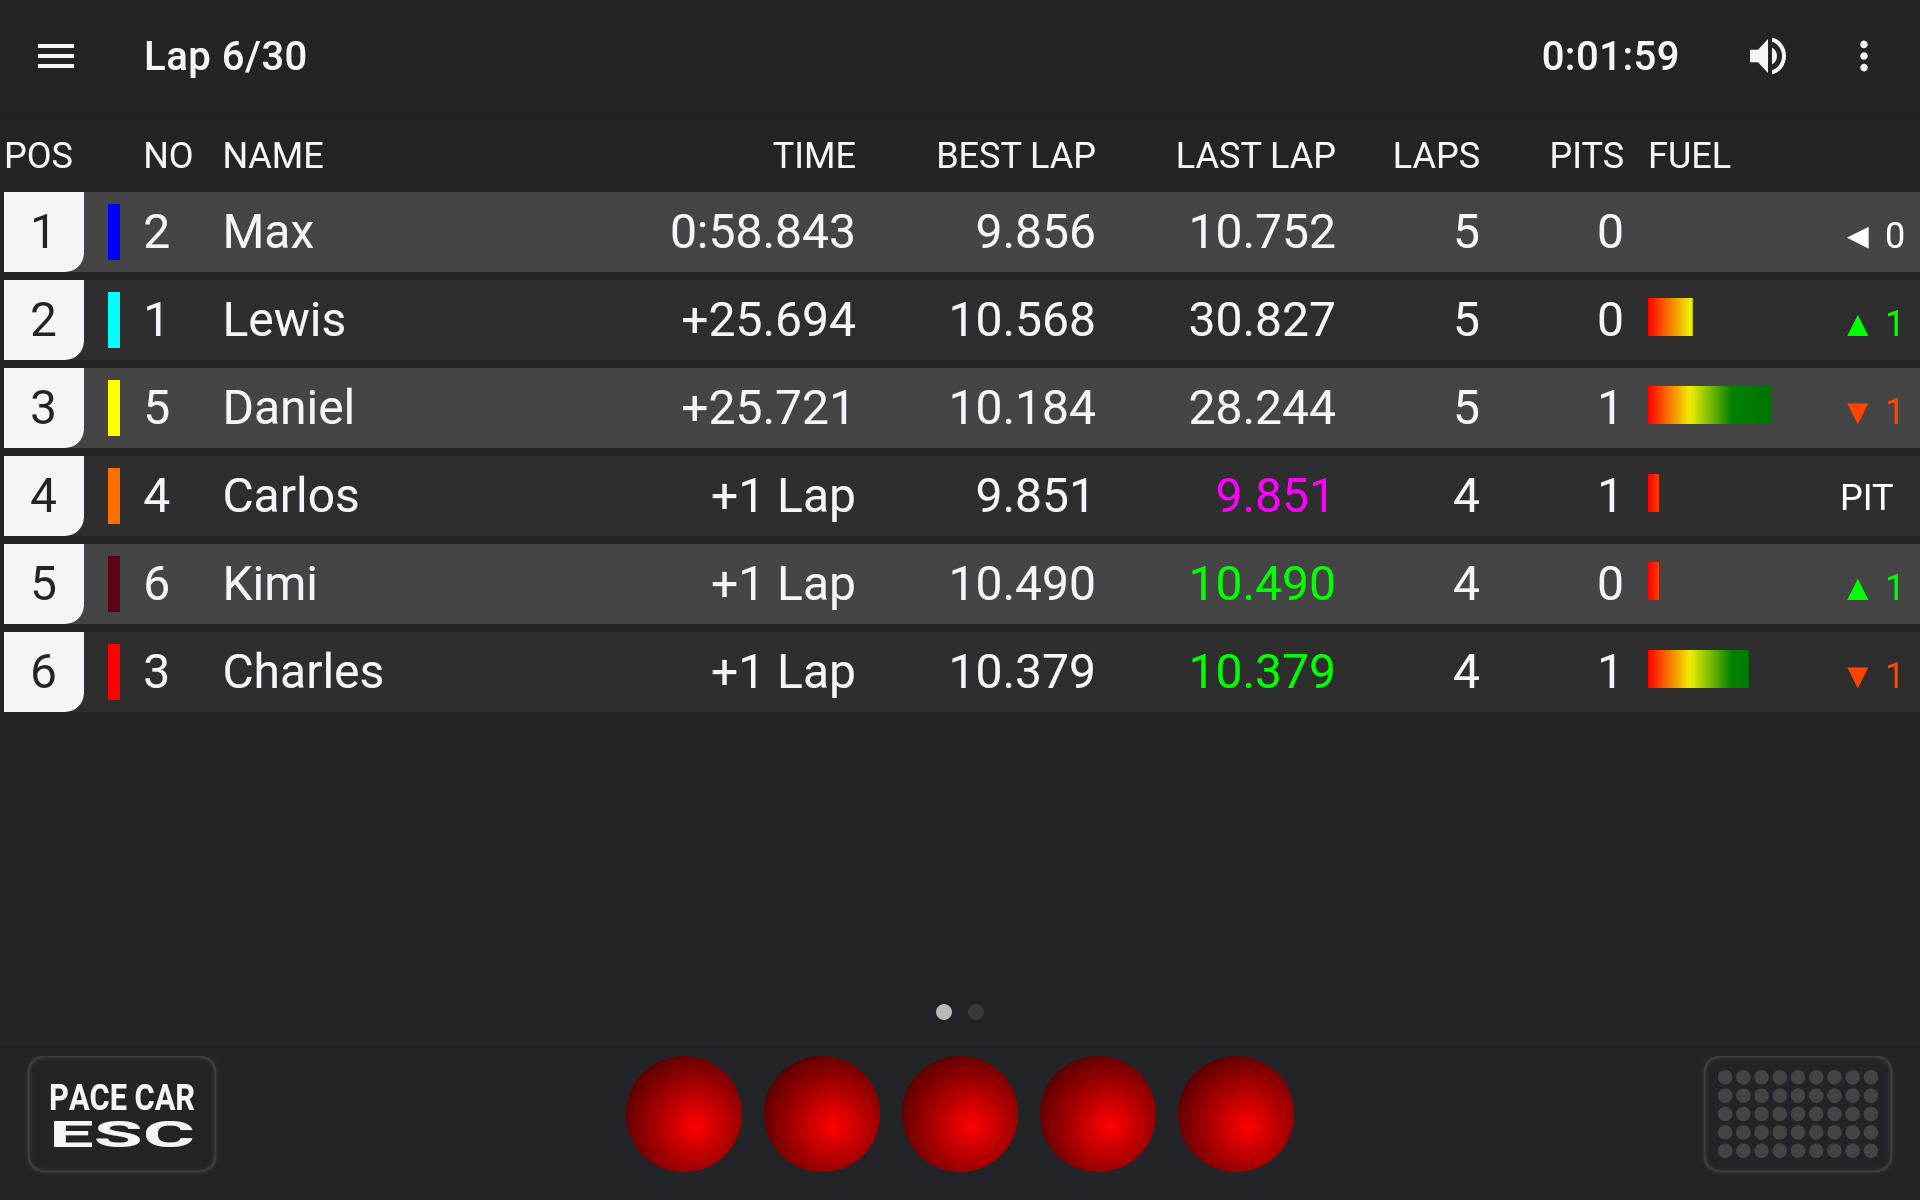 Lap 6/30 0:01:59
POS NO NAME TIME BEST LAP LAST LAP LAPS PITS FUEL
1 2 Max 0:58.843 9.856 10.752 5 0 ◀ 0
2 1 Lewis +25.694 10.568 30.827 5 0 ▲ 1
3 5 Daniel +25.721 10.184 28.244 5 1 ▼ 1
4 4 Carlos +1 Lap 9.851 9.851 4 1 PIT
5 6 Kimi +1 Lap 10.490 10.490 4 0 ▲ 1
6 3 Charles +1 Lap 10.379 10.379 4 1 ▼ 1
PACE CAR
ESC